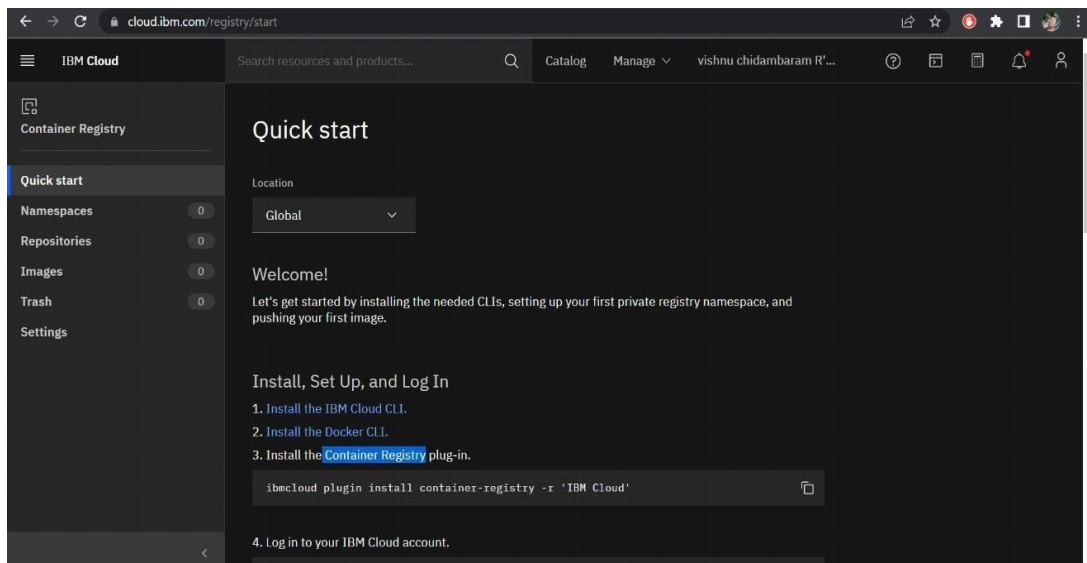 cloud.ibm.com/registry/start
IBM Cloud
Search resources and products...
Catalog
Manage
vishnu chidambaram R'...
Container Registry
Quick start
Namespaces 0
Repositories 0
Images 0
Trash 0
Settings
Quick start
Location
Global
Welcome!
Let's get started by installing the needed CLIs, setting up your first private registry namespace, and
pushing your first image.
Install, Set Up, and Log In
1. Install the IBM Cloud CLI.
2. Install the Docker CLI.
3. Install the Container Registry plug-in.
ibmcloud plugin install container-registry -r 'IBM Cloud'
4. Log in to your IBM Cloud account.